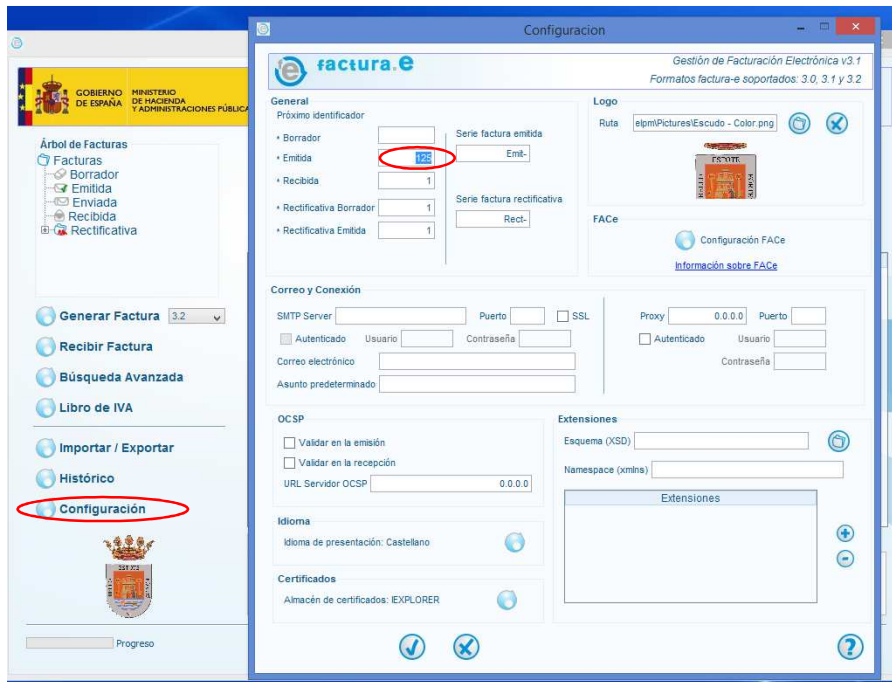 GOBIERNO
DE ESPAÑA
MINISTERIO
DE HACIENDA
Y ADMINISTRACIONES PÚBLICA
Árbol de Facturas
Facturas
Borrador
Emitida
Enviada
Recibida
Rectificativa
Generar Factura 3.2
Recibir Factura
Búsqueda Avanzada
Libro de IVA
Importar / Exportar
Histórico
Configuración
Progreso
Configuracion
factura.e
Gestión de Facturación Electrónica v3.1
Formatos factura-e soportados: 3.0, 3.1 y 3.2
General
Próximo identificador
Borrador
Emitida 125
Recibida 1
Rectificativa Borrador 1
Rectificativa Emitida 1
Serie factura emitida
Emit-
Serie factura rectificativa
Rect-
Logo
Ruta elpm\Pictures\Escudo - Color.png
FACe
Configuración FACe
Información sobre FACe
Correo y Conexión
SMTP Server Puerto SSL
Autenticado Usuario Contraseña
Correo electrónico
Asunto predeterminado
Proxy 0.0.0.0 Puerto
Autenticado Usuario
Contraseña
OCSP
Validar en la emisión
Validar en la recepción
URL Servidor OCSP 0.0.0.0
Idioma
Idioma de presentación: Castellano
Certificados
Almacén de certificados: IEXPLORER
Extensiones
Esquema (XSD)
Namespace (xmlns)
Extensiones